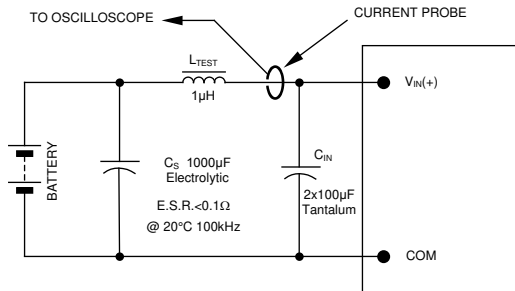 TO OSCILLOSCOPE
CURRENT PROBE
LTEST
1µH
VIN(+)
BATTERY
CS 1000µF
Electrolytic
E.S.R.<0.1Ω
@ 20°C 100kHz
CIN
2x100µF
Tantalum
COM